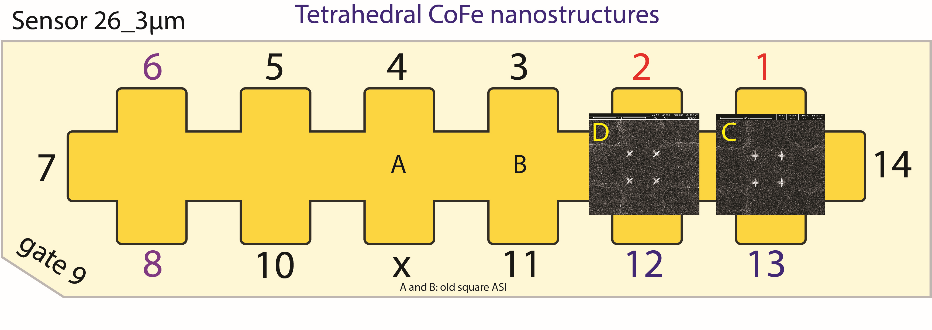 Sensor 26_3µm
Tetrahedral CoFe nanostructures
6 5 4 3 2 1
D C
7 A B 14
gate 9
8 10 x 11 12 13
A and B: old square ASI